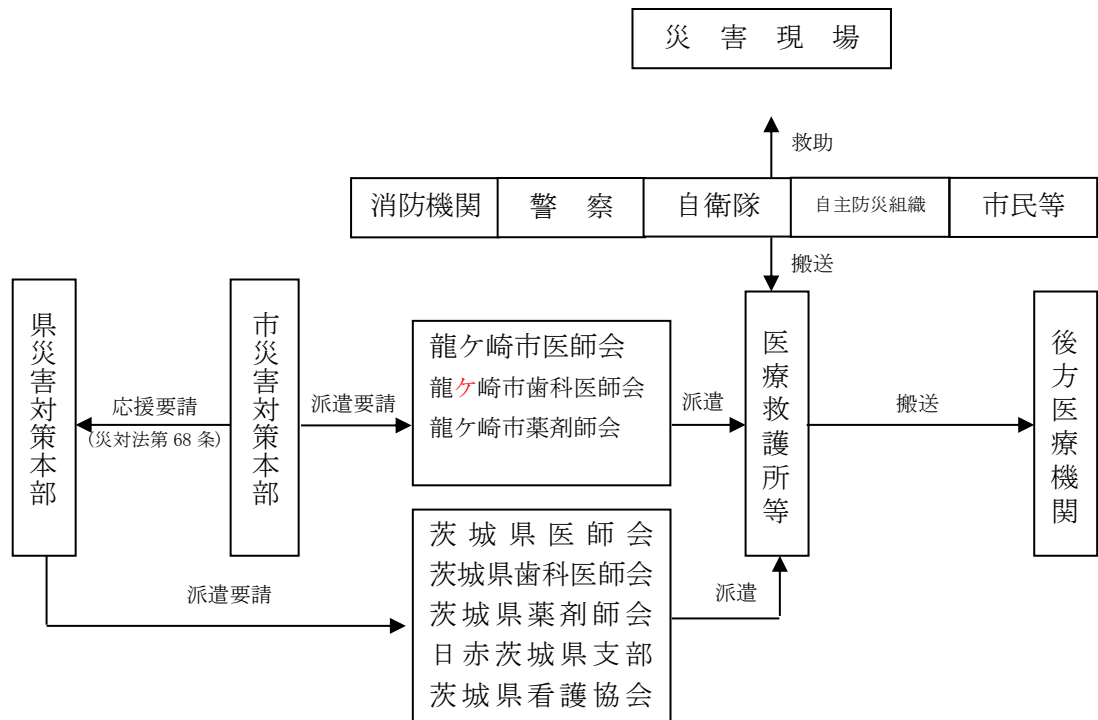 災害現場
救助
消防機関 警察 自衛隊 自主防災組織 市民等
搬送
県災害対策本部
応援要請
(災対法第 68 条)
市災害対策本部
派遣要請
龍ケ崎市医師会
龍ケ崎市歯科医師会
龍ケ崎市薬剤師会
派遣
医療救護所等
搬送
後方医療機関
派遣要請
茨城県医師会
茨城県歯科医師会
茨城県薬剤師会
日赤茨城県支部
茨城県看護協会
派遣